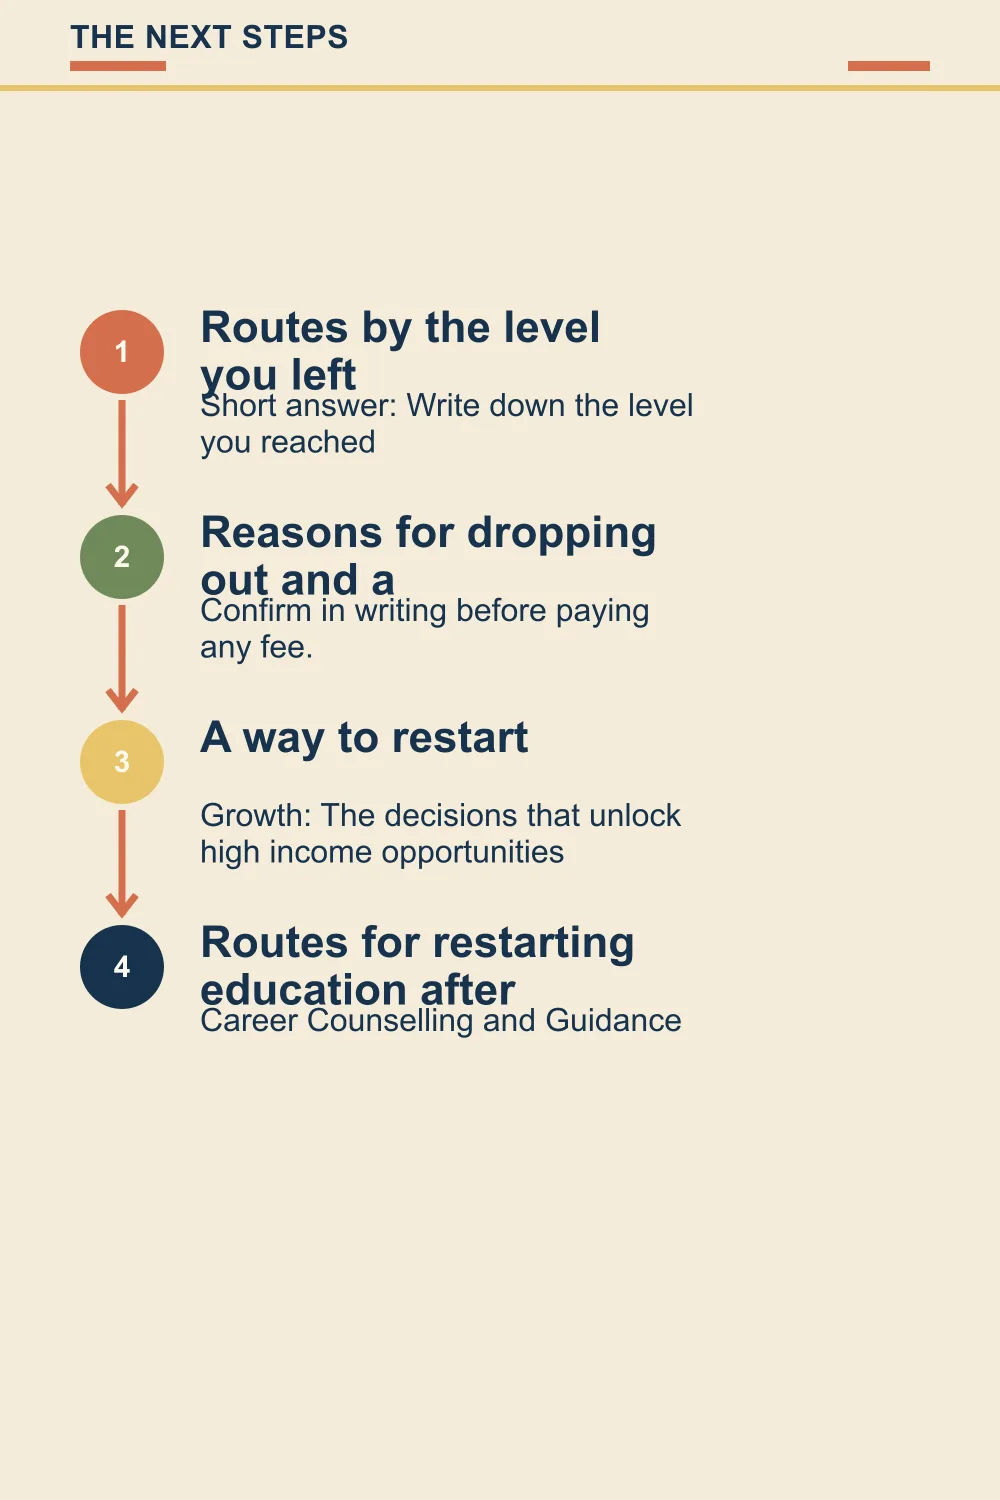 THE NEXT STEPS
1
Routes by the level
you left
Short answer: Write down the level
you reached
2
Reasons for dropping
out and a
Confirm in writing before paying
any fee.
3
A way to restart
Growth: The decisions that unlock
high income opportunities
4
Routes for restarting
education after
Career Counselling and Guidance